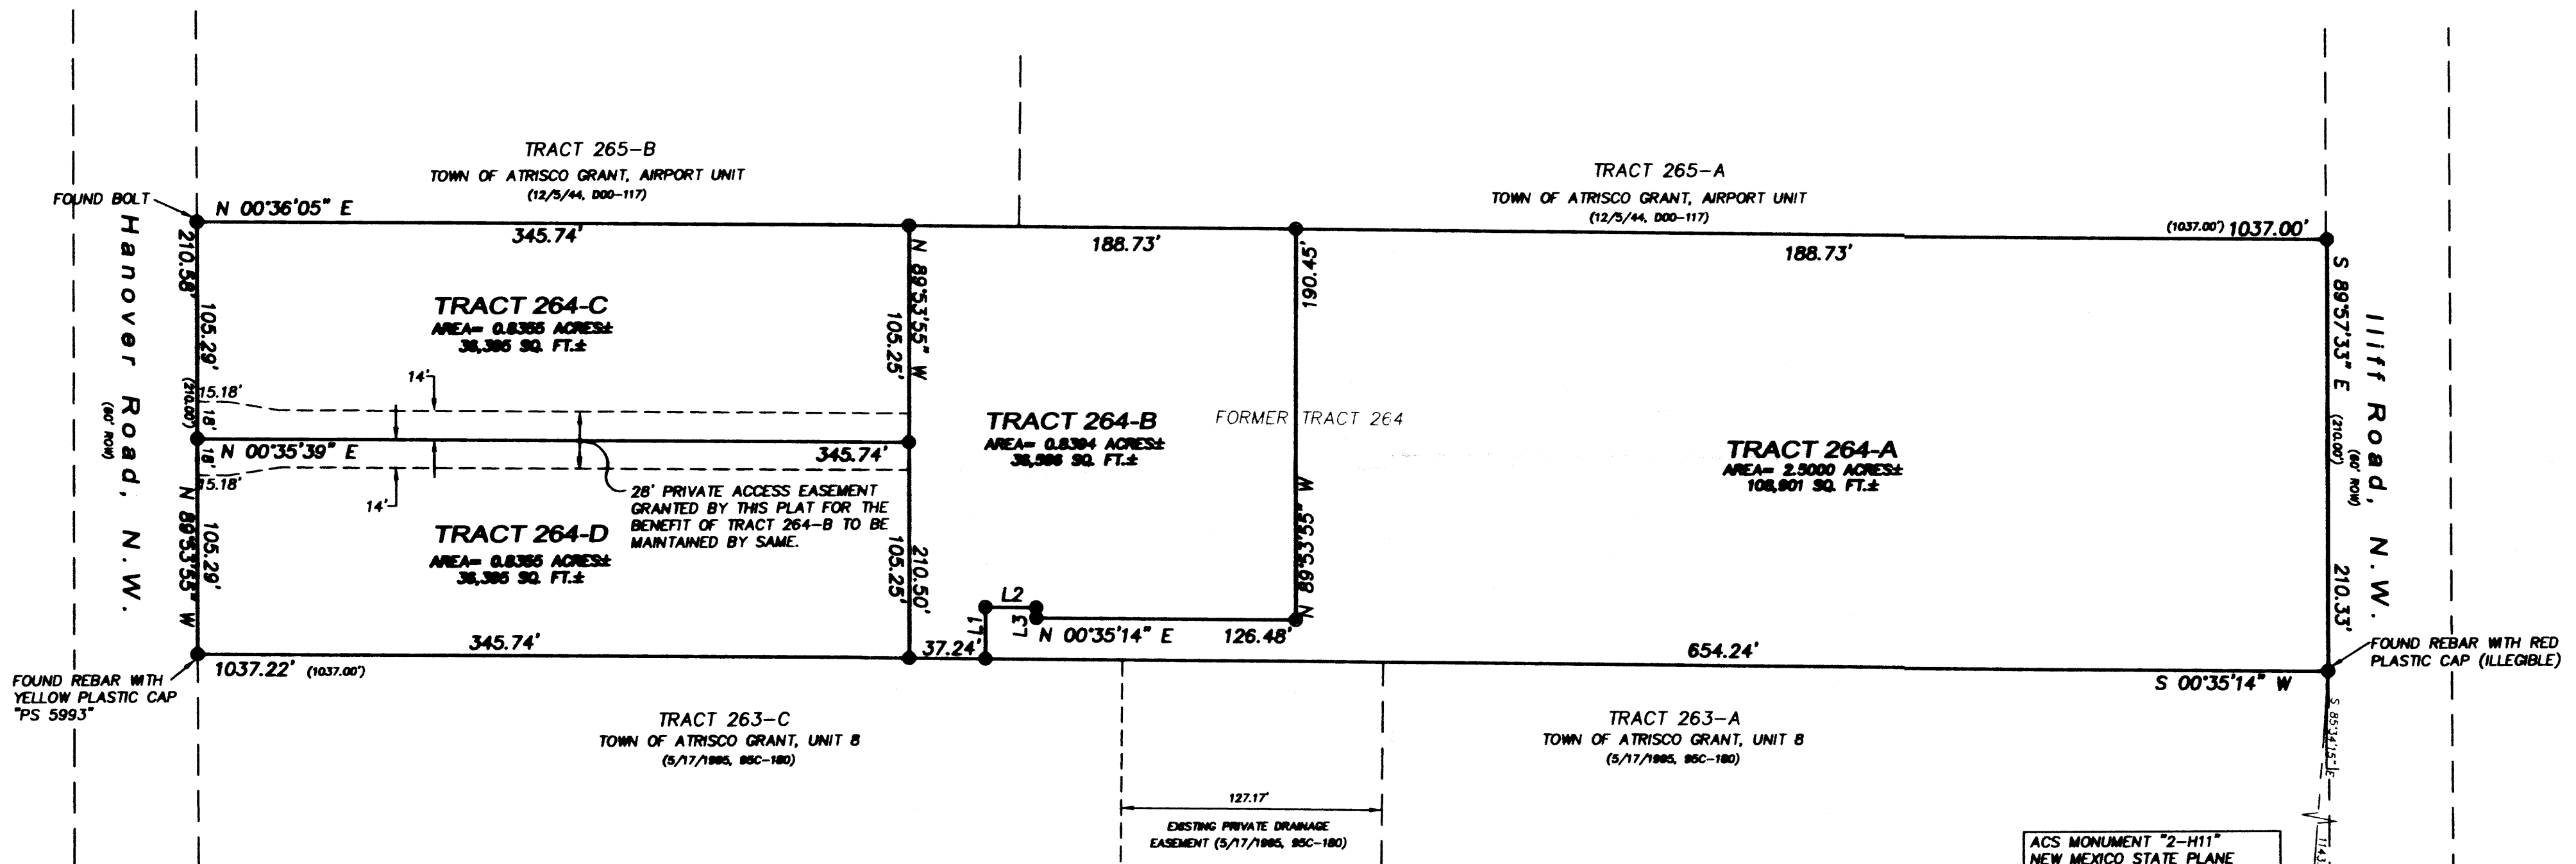 TRACT 265-B
TOWN OF ATRISCO GRANT, AIRPORT UNIT
(12/5/44, D00-117)
TRACT 265-A
TOWN OF ATRISCO GRANT, AIRPORT UNIT
(12/5/44, D00-117)
FOUND BOLT
N 00°36'05" E
345.74'
188.73'
188.73'
(1037.00') 1037.00'
Hanover Road, N.W.
(60' ROW)
210.58'
105.29'
(210.00')
15.18'
18'
18'
15.18'
N 89°53'55" W
105.29'
TRACT 264-C
AREA= 0.8355 ACRES±
36,395 SQ. FT.±
14'
N 00°35'39" E
345.74'
14'
28' PRIVATE ACCESS EASEMENT
GRANTED BY THIS PLAT FOR THE
BENEFIT OF TRACT 264-B TO BE
MAINTAINED BY SAME.
TRACT 264-D
AREA= 0.8355 ACRES±
36,395 SQ. FT.±
N 89°53'55" W
105.25'
105.25'
210.50'
TRACT 264-B
AREA= 0.8394 ACRES±
36,566 SQ. FT.±
FORMER TRACT 264
190.45'
N 89°53'55" W
L1
L2
L3
N 00°35'14" E
126.48'
TRACT 264-A
AREA= 2.5000 ACRES±
108,901 SQ. FT.±
S 89°57'33" E
(210.00')
210.33'
Iliff Road, N.W.
(60' ROW)
345.74'
37.24'
654.24'
1037.22' (1037.00')
S 00°35'14" W
FOUND REBAR WITH
YELLOW PLASTIC CAP
"PS 5993"
FOUND REBAR WITH RED
PLASTIC CAP (ILLEGIBLE)
TRACT 263-C
TOWN OF ATRISCO GRANT, UNIT 8
(5/17/1995, 95C-180)
TRACT 263-A
TOWN OF ATRISCO GRANT, UNIT 8
(5/17/1995, 95C-180)
127.17'
EXISTING PRIVATE DRAINAGE
EASEMENT (5/17/1995, 95C-180)
S 85°34'15" E
ACS MONUMENT "2-H11"
NEW MEXICO STATE PLANE